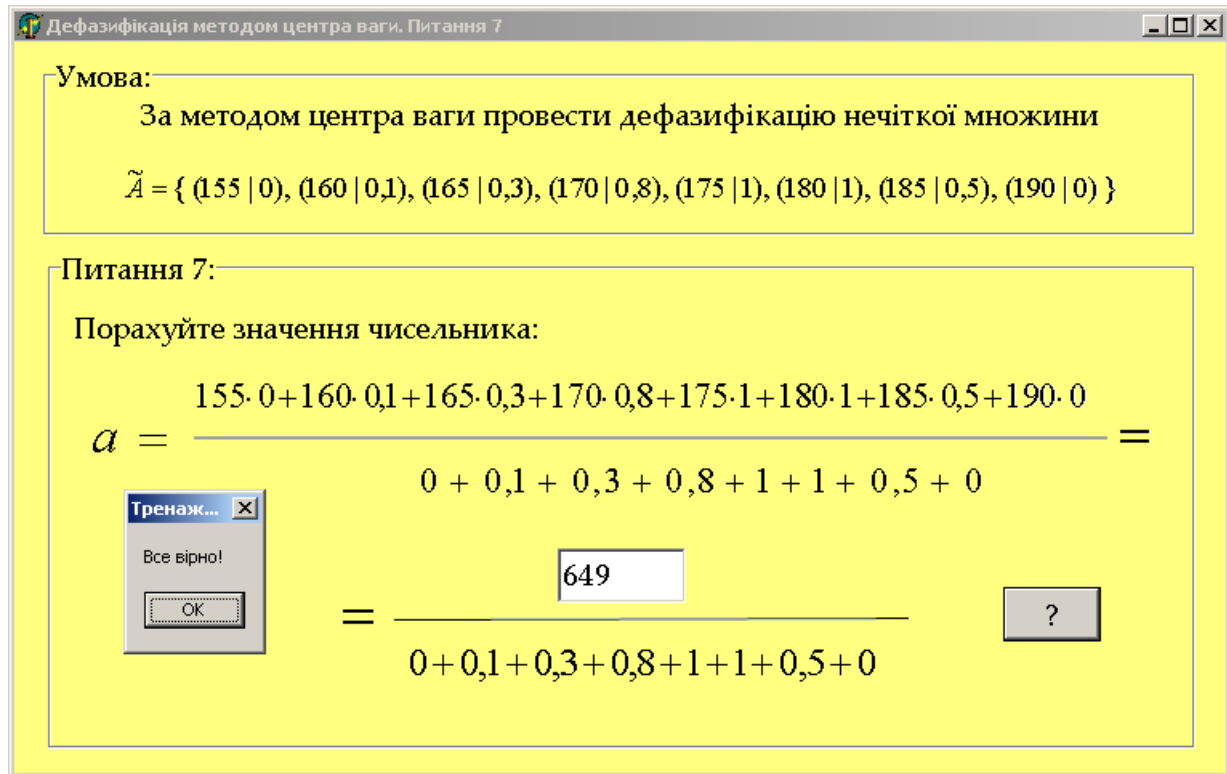 Дефазифікація методом центра ваги. Питання 7
Умова:
За методом центра ваги провести дефазифікацію нечіткої множини
Ã = { (155 | 0), (160 | 0,1), (165 | 0,3), (170 | 0,8), (175 | 1), (180 | 1), (185 | 0,5), (190 | 0) }
Питання 7:
Порахуйте значення чисельника:
155· 0+160· 0,1+165· 0,3+170· 0,8+175·1+180·1+185· 0,5+190· 0
a = =
0 + 0,1 + 0,3 + 0,8 + 1 + 1 + 0,5 + 0
Тренаж...
Все вірно!
OK
649
=
?
0+0,1+0,3+0,8+1+1+0,5+0